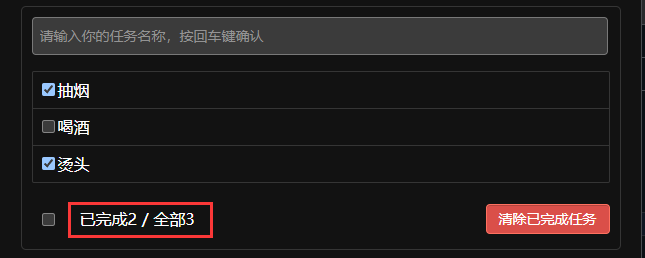 请输入你的任务名称，按回车键确认
抽烟
喝酒
烫头
已完成2 / 全部3
清除已完成任务